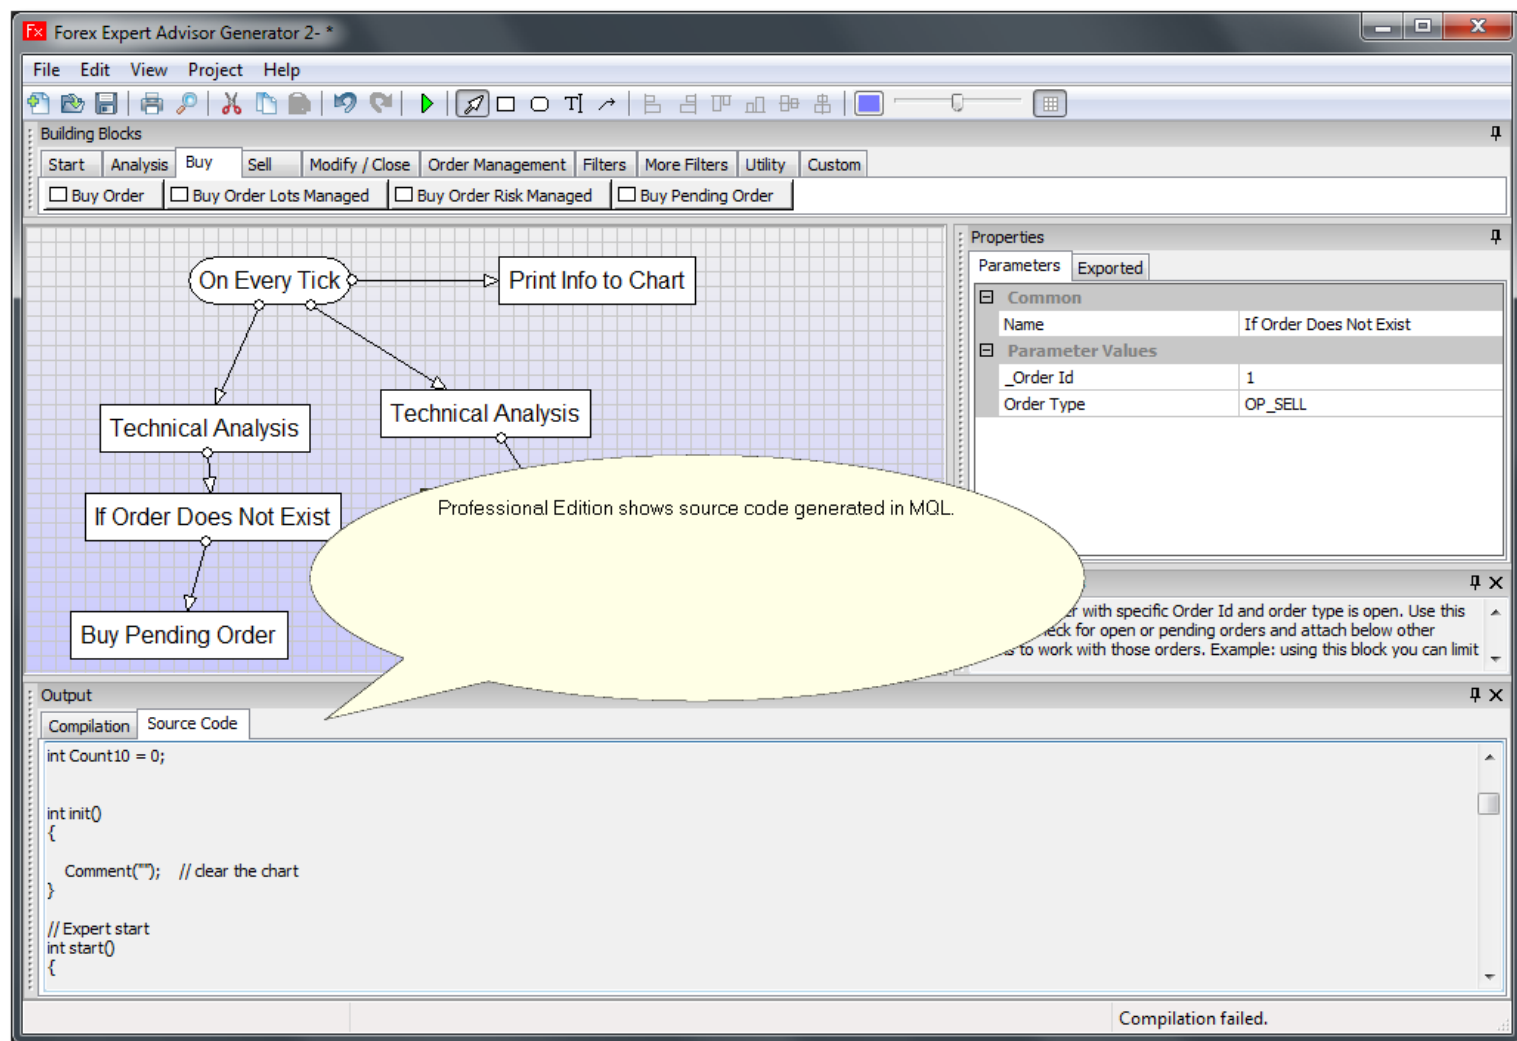 Forex Expert Advisor Generator 2- *
File Edit View Project Help
Building Blocks
Start Analysis Buy Sell Modify / Close Order Management Filters More Filters Utility Custom
Buy Order Buy Order Lots Managed Buy Order Risk Managed Buy Pending Order
On Every Tick
Print Info to Chart
Technical Analysis
Technical Analysis
If Order Does Not Exist
Buy Pending Order
Professional Edition shows source code generated in MQL.
Properties
Parameters Exported
Common
Name If Order Does Not Exist
Parameter Values
_Order Id 1
Order Type OP_SELL
with specific Order Id and order type is open. Use this
for open or pending orders and attach below other
to work with those orders. Example: using this block you can limit
Output
Compilation Source Code
int Count10 = 0;
int init()
{
Comment(""); // clear the chart
}
// Expert start
int start()
{
Compilation failed.